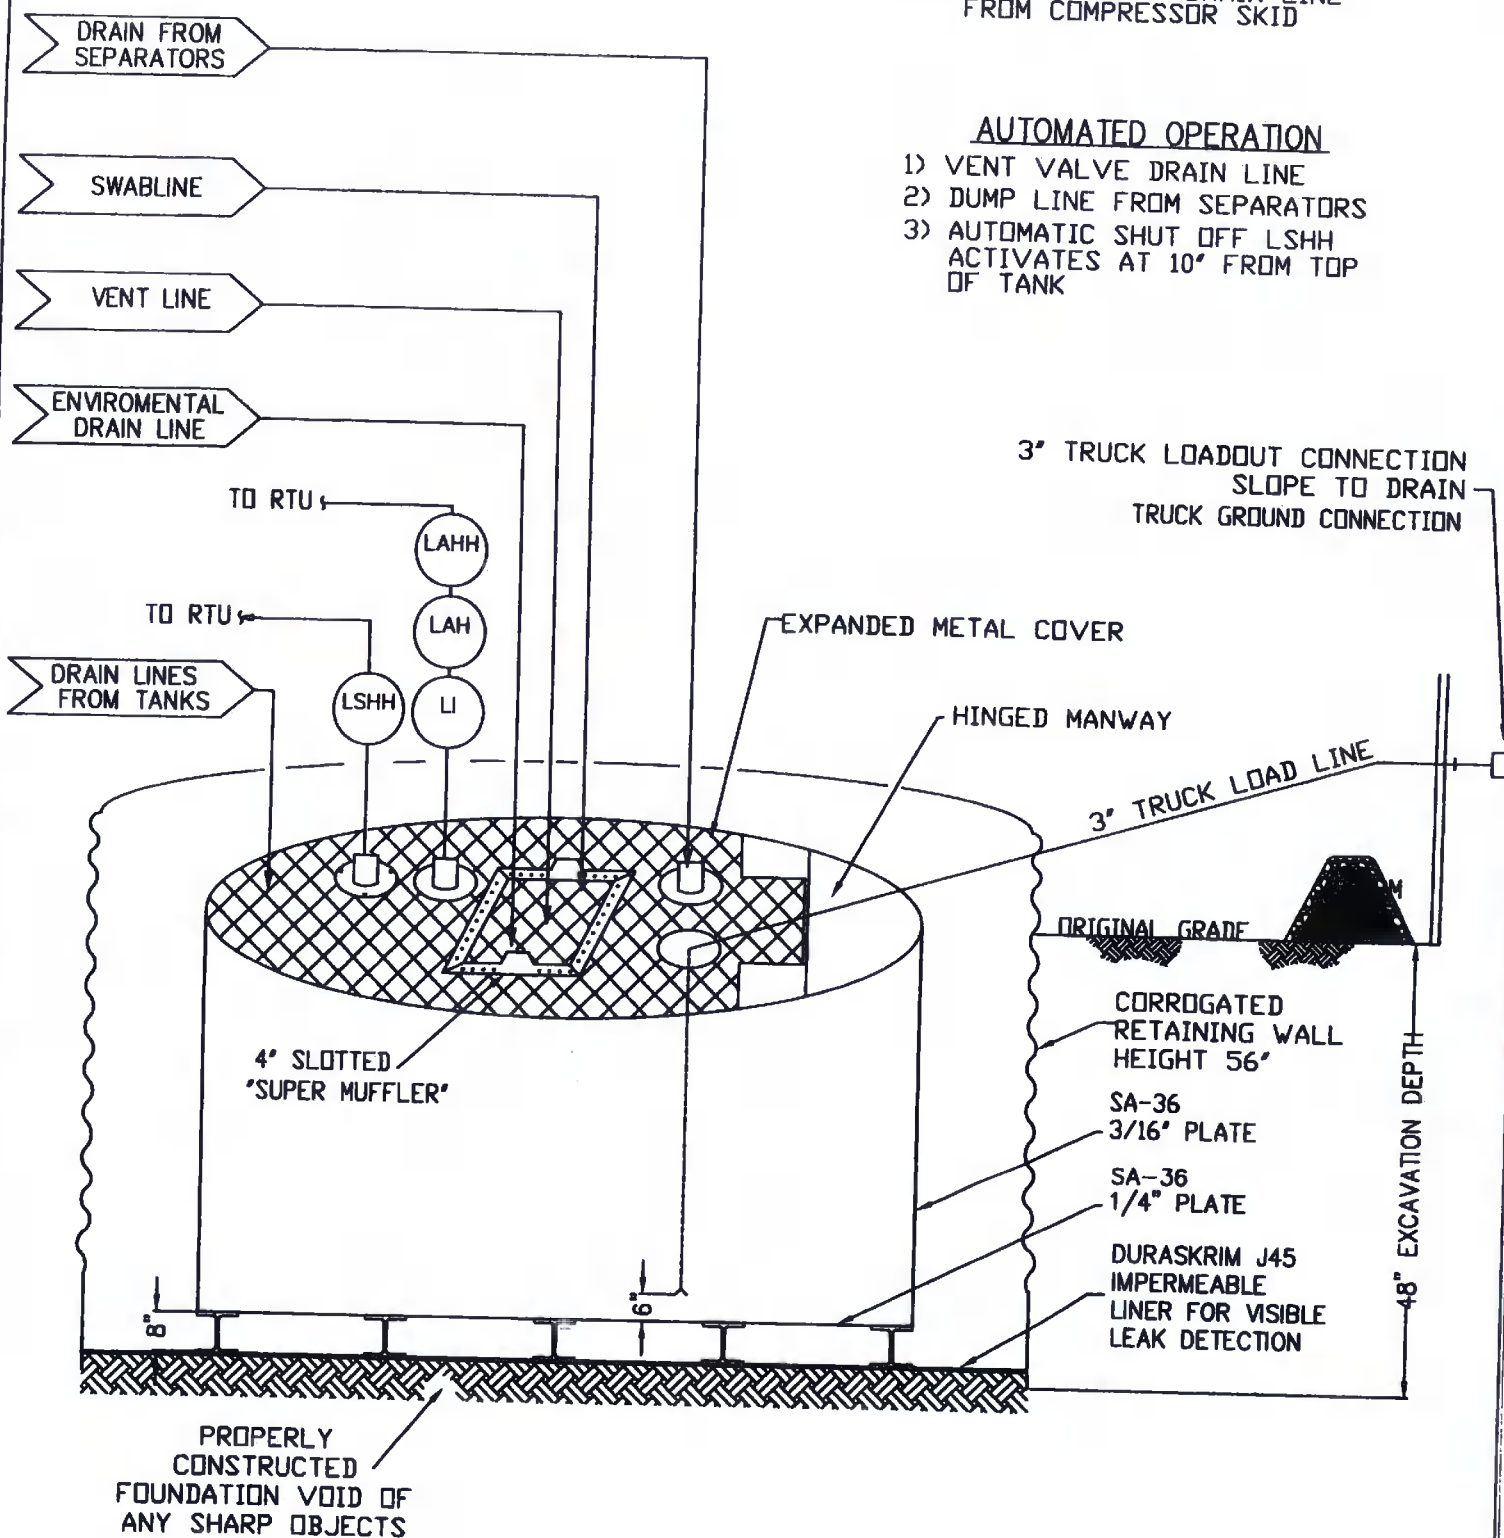 FROM COMPRESSOR SKID
DRAIN FROM
SEPARATORS
AUTOMATED OPERATION
1) VENT VALVE DRAIN LINE
2) DUMP LINE FROM SEPARATORS
3) AUTOMATIC SHUT OFF LSHH
ACTIVATES AT 10" FROM TOP
OF TANK
SWABLINE
VENT LINE
ENVIROMENTAL
DRAIN LINE
3" TRUCK LOADOUT CONNECTION
SLOPE TO DRAIN
TRUCK GROUND CONNECTION
TO RTU
LAHH
LAH
LI
TO RTU
LSHH
DRAIN LINES
FROM TANKS
EXPANDED METAL COVER
HINGED MANWAY
3" TRUCK LOAD LINE
ORIGINAL GRADE
M
CORROGATED
RETAINING WALL
HEIGHT 56"
4" SLOTTED
"SUPER MUFFLER"
SA-36
3/16" PLATE
SA-36
1/4" PLATE
DURASKRIM J45
IMPERMEABLE
LINER FOR VISIBLE
LEAK DETECTION
48" EXCAVATION DEPTH
8"
6"
PROPERLY
CONSTRUCTED
FOUNDATION VOID OF
ANY SHARP OBJECTS